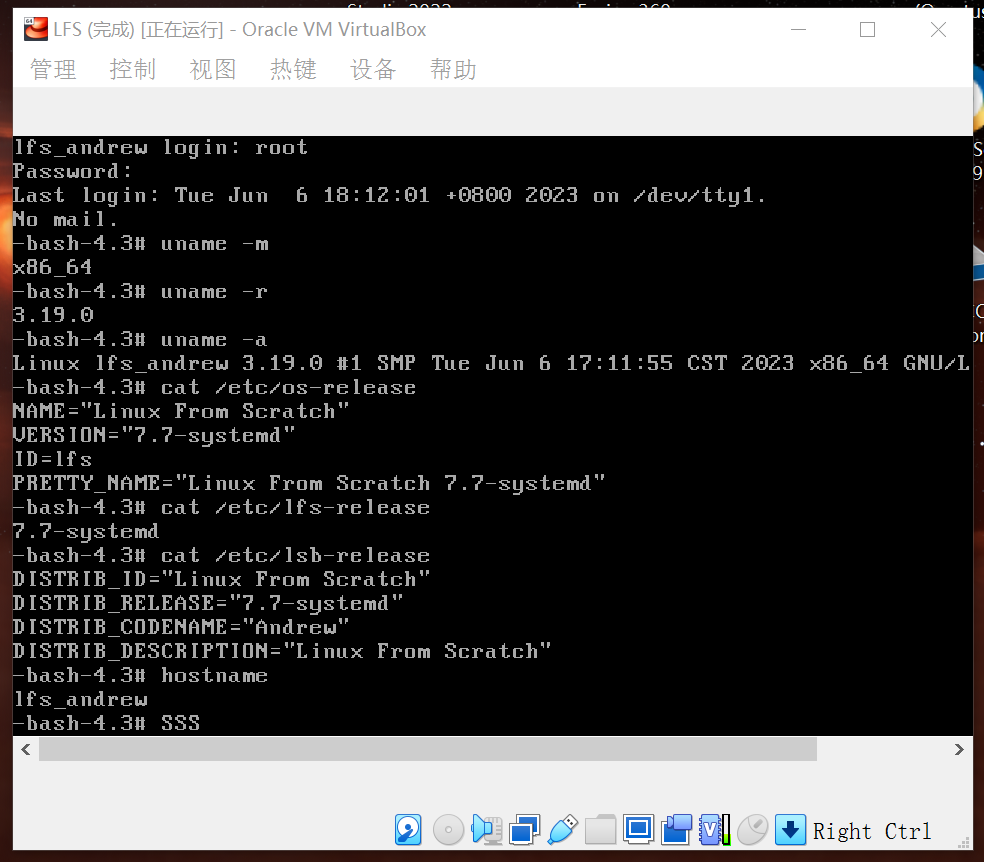 LFS (完成) [正在运行] - Oracle VM VirtualBox
管理 控制 视图 热键 设备 帮助
lfs_andrew login: root
Password:
Last login: Tue Jun  6 18:12:01 +0800 2023 on /dev/tty1.
No mail.
-bash-4.3# uname -m
x86_64
-bash-4.3# uname -r
3.19.0
-bash-4.3# uname -a
Linux lfs_andrew 3.19.0 #1 SMP Tue Jun 6 17:11:55 CST 2023 x86_64 GNU/L
-bash-4.3# cat /etc/os-release
NAME="Linux From Scratch"
VERSION="7.7-systemd"
ID=lfs
PRETTY_NAME="Linux From Scratch 7.7-systemd"
-bash-4.3# cat /etc/lfs-release
7.7-systemd
-bash-4.3# cat /etc/lsb-release
DISTRIB_ID="Linux From Scratch"
DISTRIB_RELEASE="7.7-systemd"
DISTRIB_CODENAME="Andrew"
DISTRIB_DESCRIPTION="Linux From Scratch"
-bash-4.3# hostname
lfs_andrew
-bash-4.3# SSS
Right Ctrl